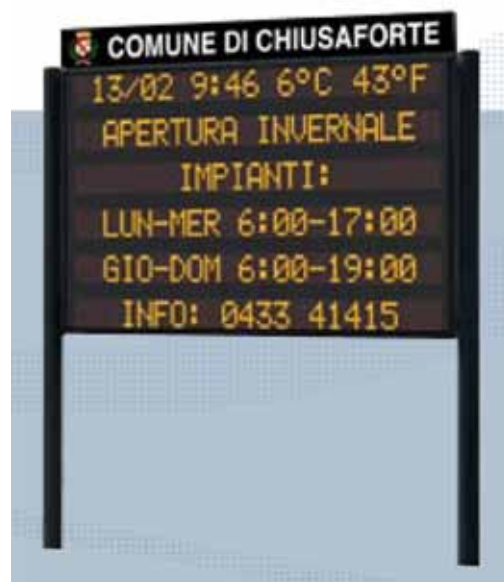 COMUNE DI CHIUSAFORTE
13/02 9:46 6°C 43°F
APERTURA INVERNALE
IMPIANTI:
LUN-MER 6:00-17:00
GIO-DOM 6:00-19:00
INFO: 0433 41415